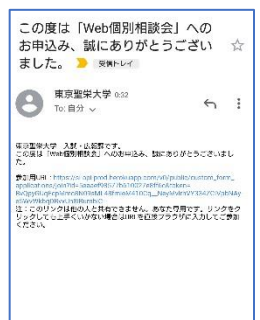 この度は「Web個別相談会」への
お申込み、誠にありがとうござい
ました。 受信トレイ
東京聖栄大学 0:32
To: 自分
東京聖栄大学 入試・広報課です。
この度は「Web個別相談会」へのお申込み、誠にありがとうございまし
た。
参加用URL:
注:このリンクは他の人と共有できません。あなた専用です。リンクをク
リックしても上手くいかない場合はURLを直接ブラウザに入力してご参加
ください。